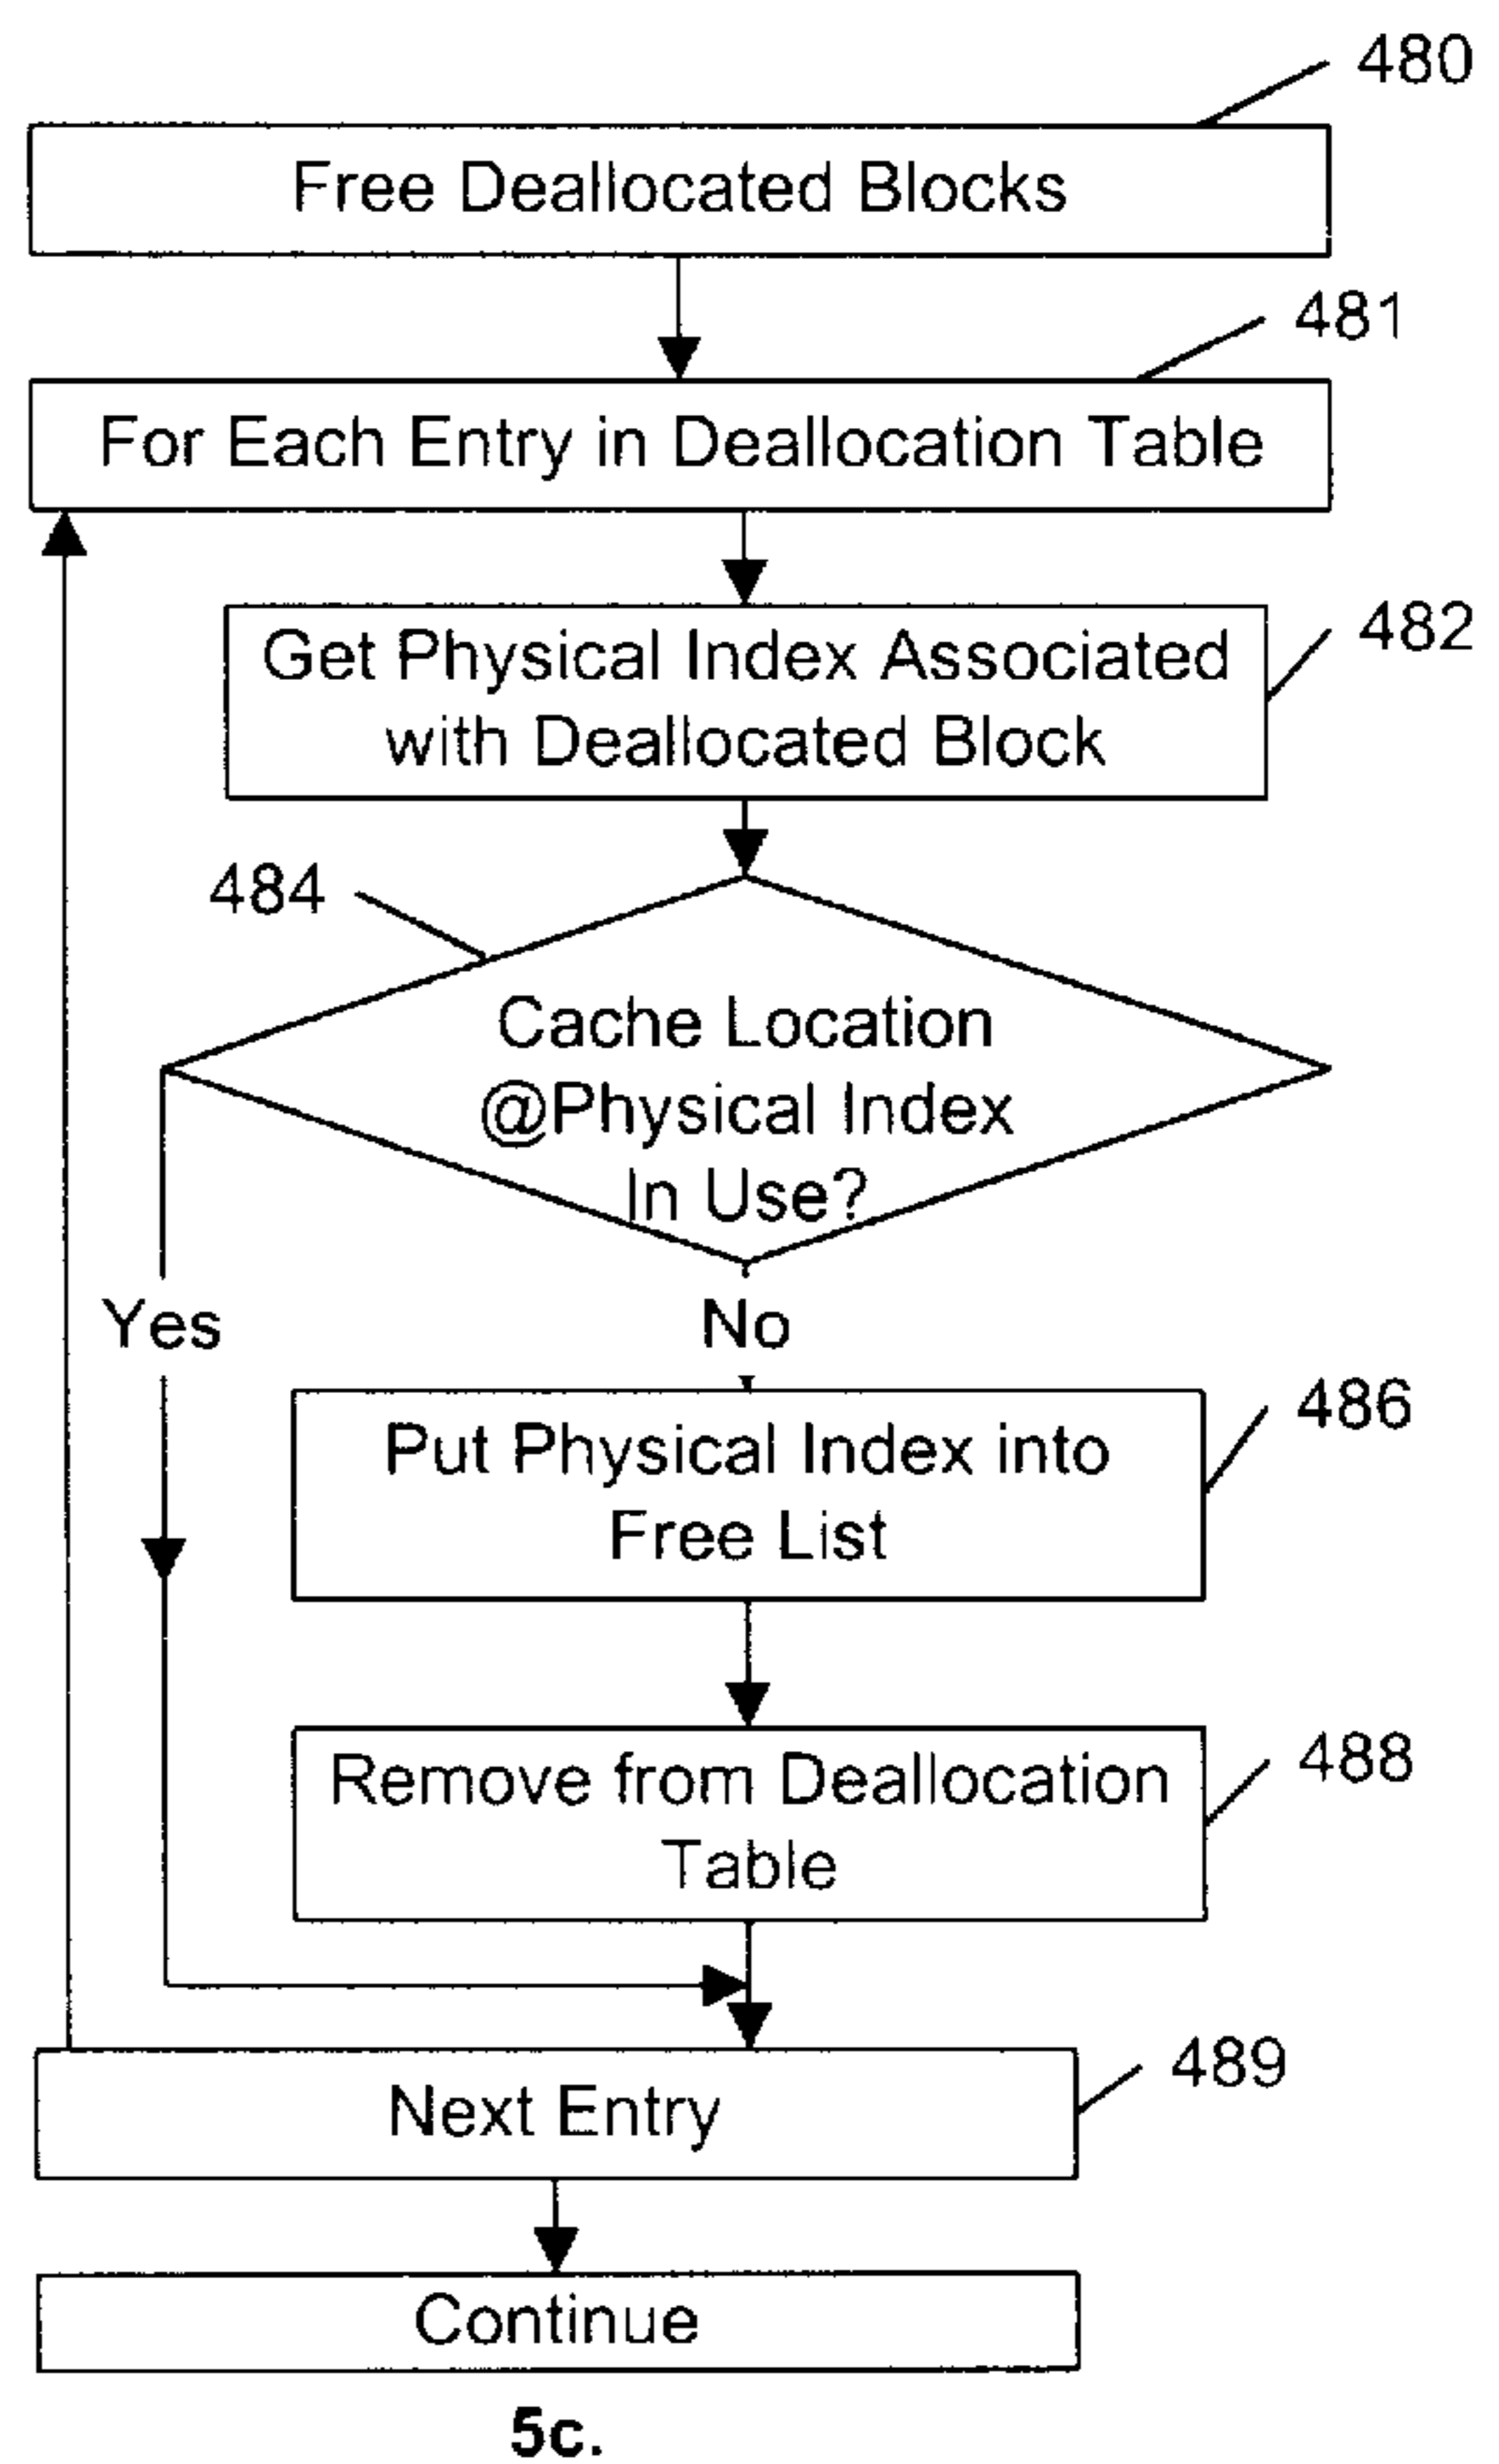 480
Free Deallocated Blocks
481
For Each Entry in Deallocation Table
482
Get Physical Index Associated
with Deallocated Block
484
Cache Location
@Physical Index
In Use?
Yes
No
486
Put Physical Index into
Free List
488
Remove from Deallocation
Table
489
Next Entry
Continue
5c.